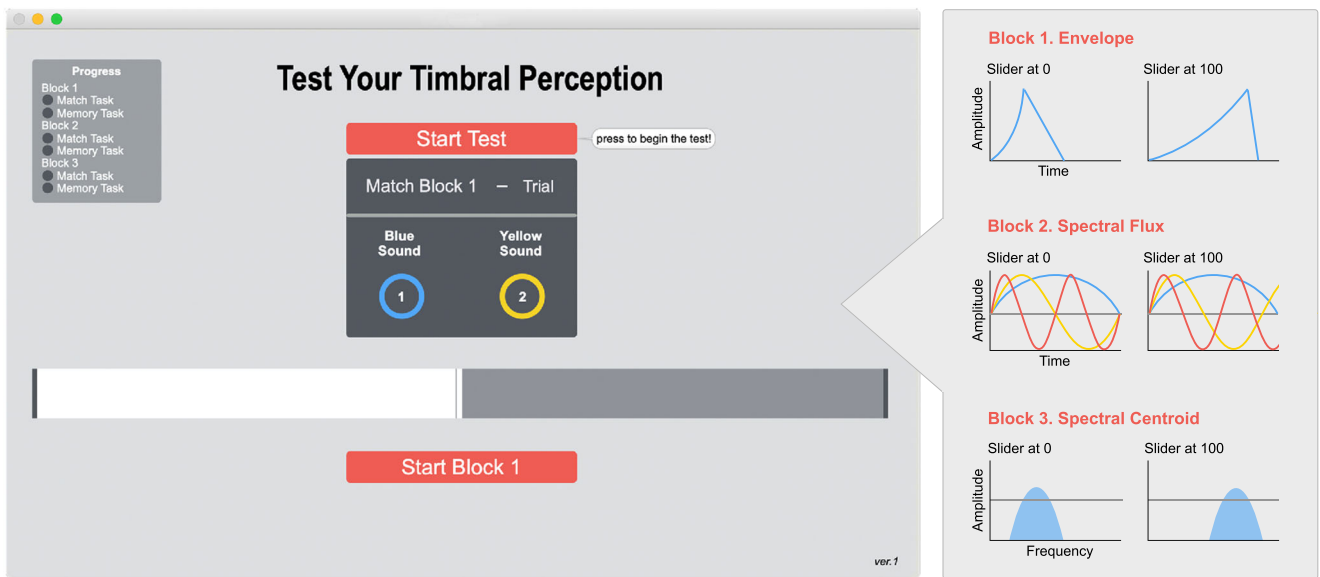 Progress
Block 1
Match Task
Memory Task
Block 2
Match Task
Memory Task
Block 3
Match Task
Memory Task
Test Your Timbral Perception
Start Test
press to begin the test!
Match Block 1 – Trial
Blue
Sound
Yellow
Sound
1
2
Start Block 1
ver.1
Block 1. Envelope
Slider at 0
Slider at 100
Amplitude
Time
Block 2. Spectral Flux
Slider at 0
Slider at 100
Amplitude
Time
Block 3. Spectral Centroid
Slider at 0
Slider at 100
Amplitude
Frequency